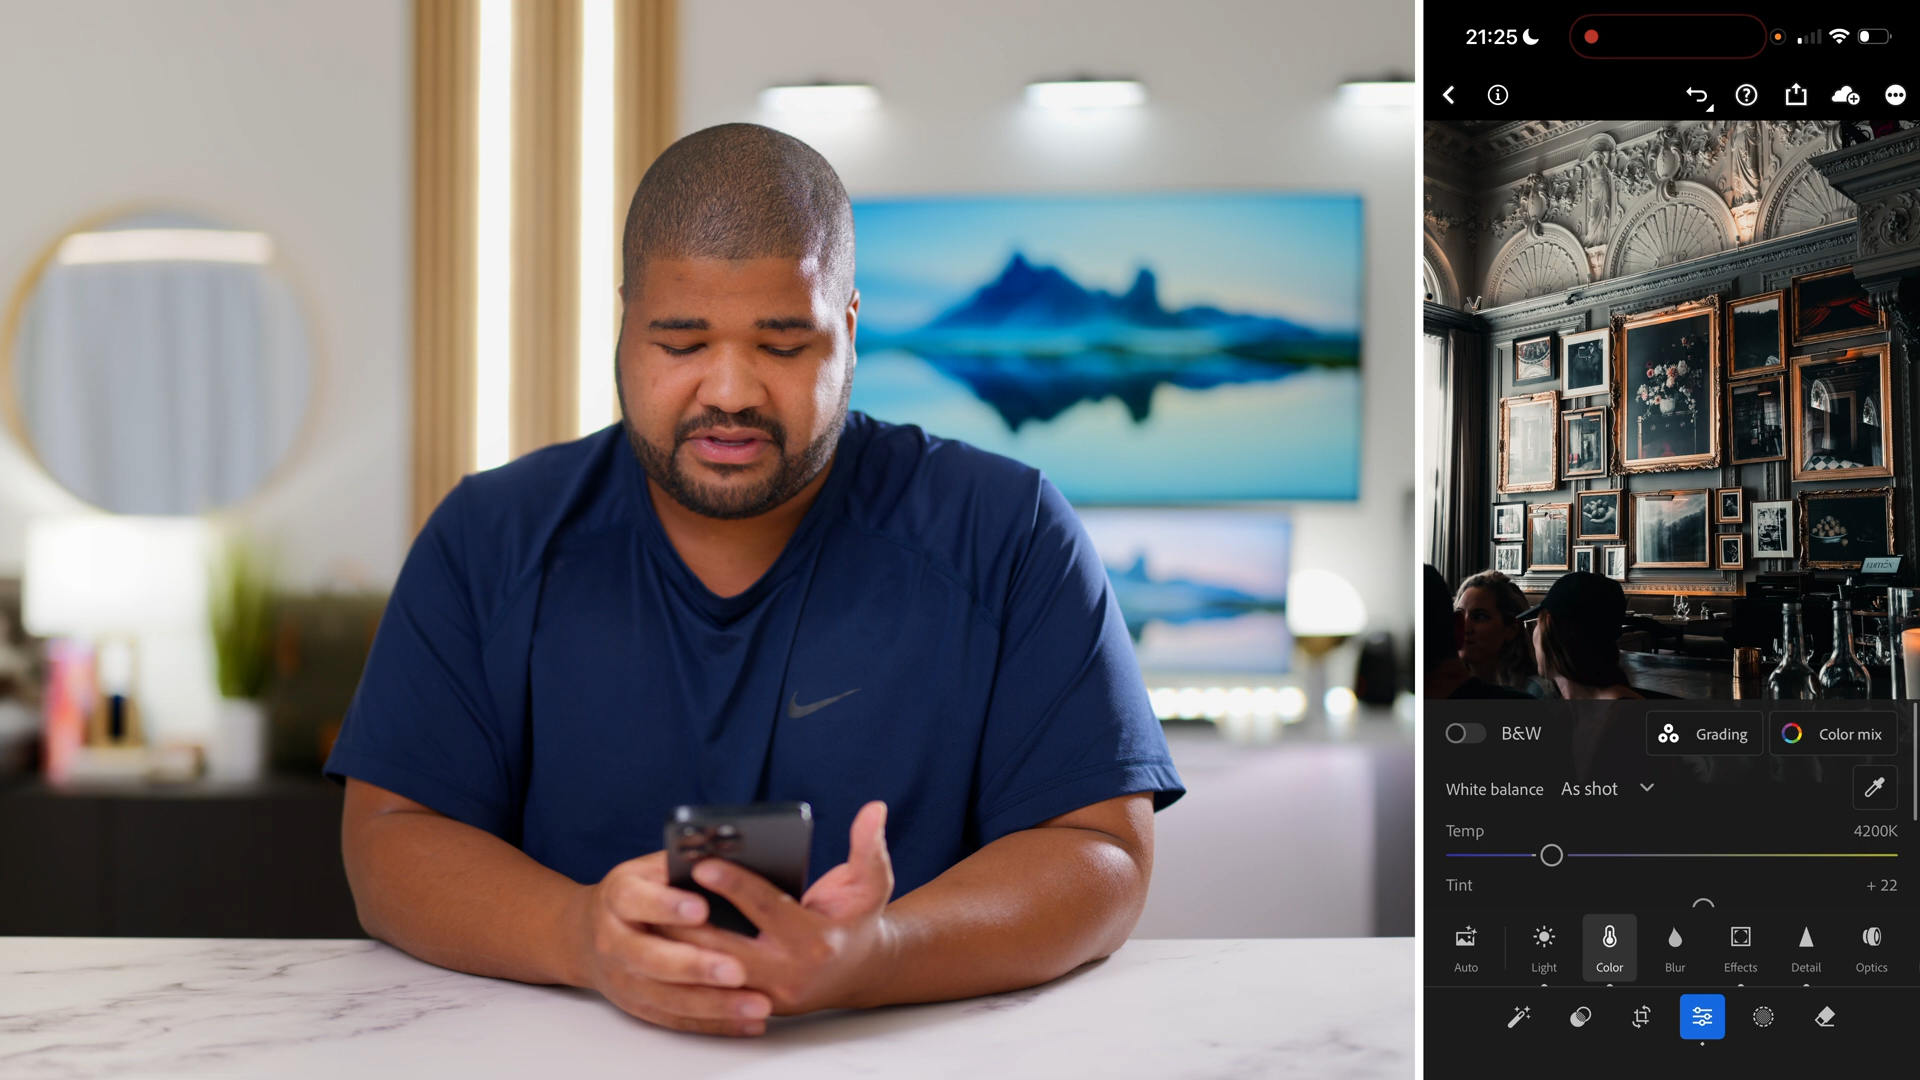 21:25
EDITION
B&W
Grading
Color mix
White balance As shot
Temp 4200K
Tint + 22
Auto Light Color Blur Effects Detail Optics